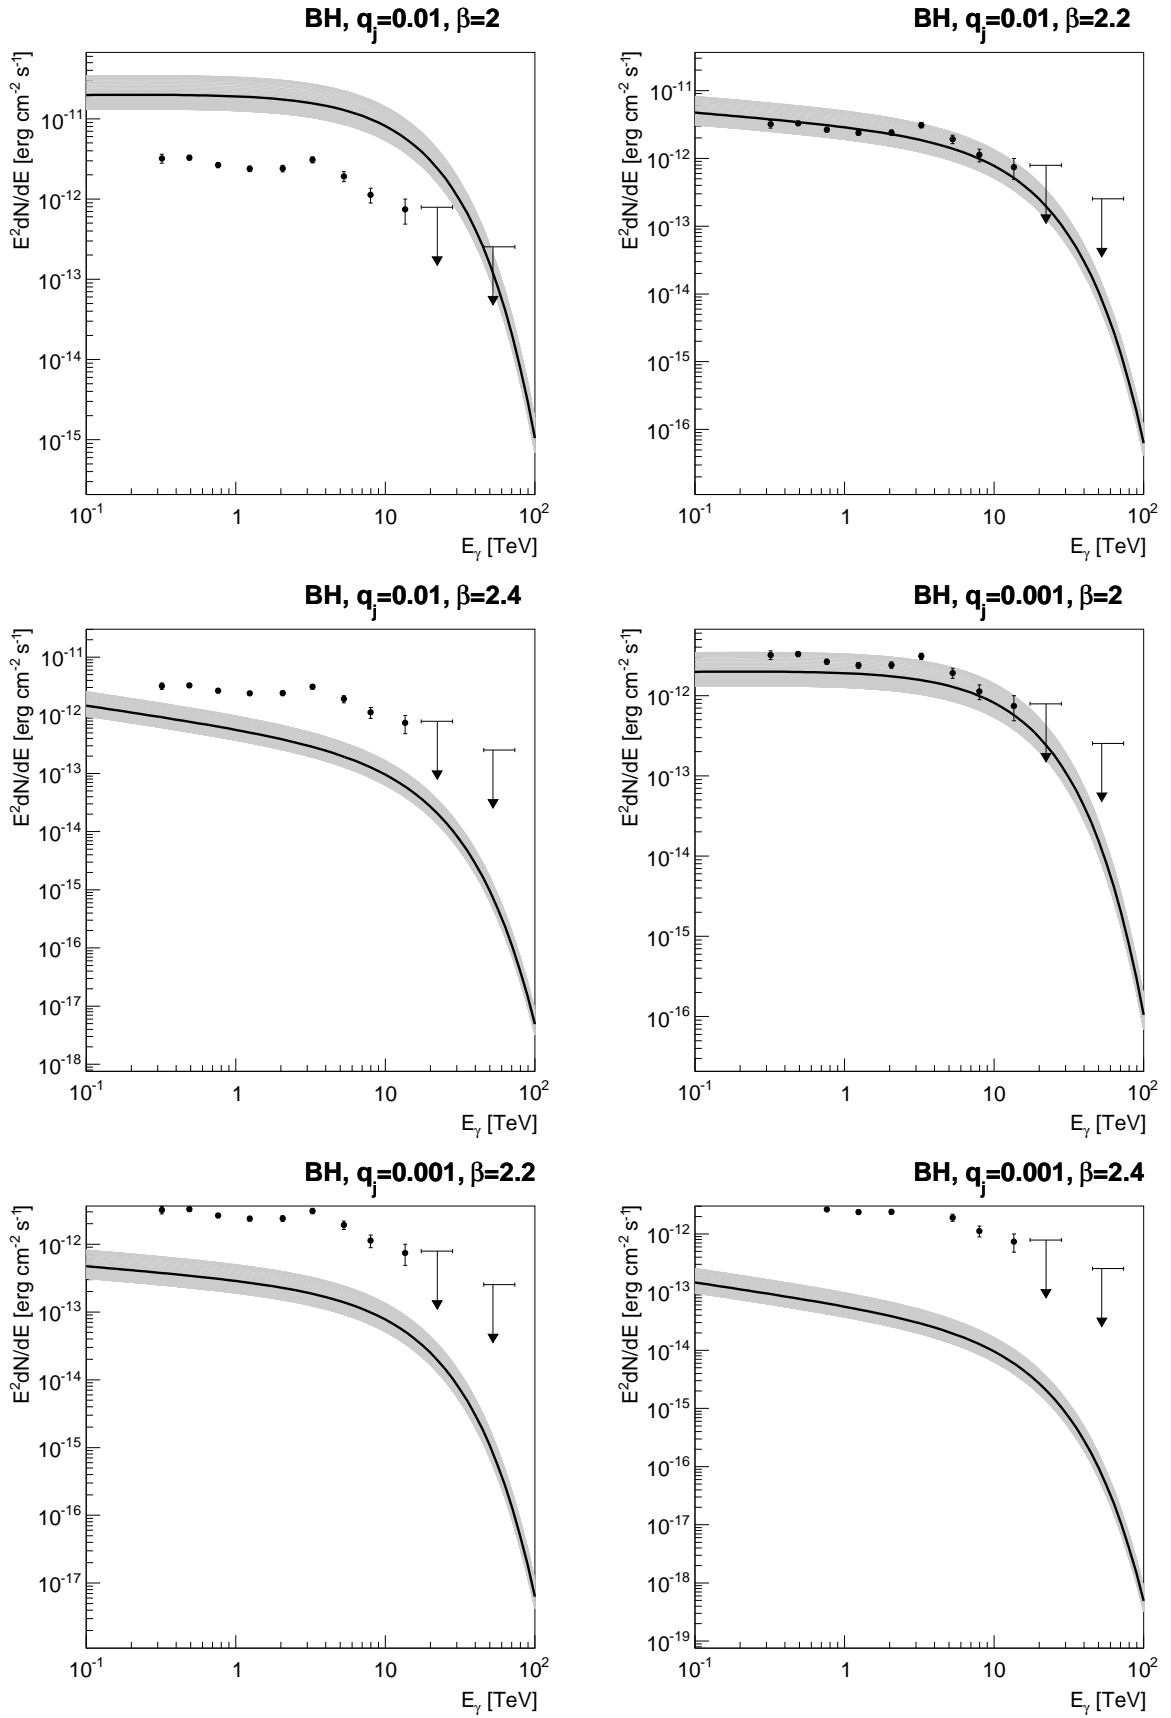 BH, q_j=0.01, β=2
E²dN/dE [erg cm⁻² s⁻¹]
10⁻¹¹
10⁻¹²
10⁻¹³
10⁻¹⁴
10⁻¹⁵
10⁻¹ 1 10 10²
E_γ [TeV]
BH, q_j=0.01, β=2.2
E²dN/dE [erg cm⁻² s⁻¹]
10⁻¹¹
10⁻¹²
10⁻¹³
10⁻¹⁴
10⁻¹⁵
10⁻¹⁶
10⁻¹ 1 10 10²
E_γ [TeV]
BH, q_j=0.01, β=2.4
E²dN/dE [erg cm⁻² s⁻¹]
10⁻¹¹
10⁻¹²
10⁻¹³
10⁻¹⁴
10⁻¹⁵
10⁻¹⁶
10⁻¹⁷
10⁻¹⁸
10⁻¹ 1 10 10²
E_γ [TeV]
BH, q_j=0.001, β=2
E²dN/dE [erg cm⁻² s⁻¹]
10⁻¹²
10⁻¹³
10⁻¹⁴
10⁻¹⁵
10⁻¹⁶
10⁻¹ 1 10 10²
E_γ [TeV]
BH, q_j=0.001, β=2.2
E²dN/dE [erg cm⁻² s⁻¹]
10⁻¹²
10⁻¹³
10⁻¹⁴
10⁻¹⁵
10⁻¹⁶
10⁻¹⁷
10⁻¹ 1 10 10²
E_γ [TeV]
BH, q_j=0.001, β=2.4
E²dN/dE [erg cm⁻² s⁻¹]
10⁻¹²
10⁻¹³
10⁻¹⁴
10⁻¹⁵
10⁻¹⁶
10⁻¹⁷
10⁻¹⁸
10⁻¹⁹
10⁻¹ 1 10 10²
E_γ [TeV]